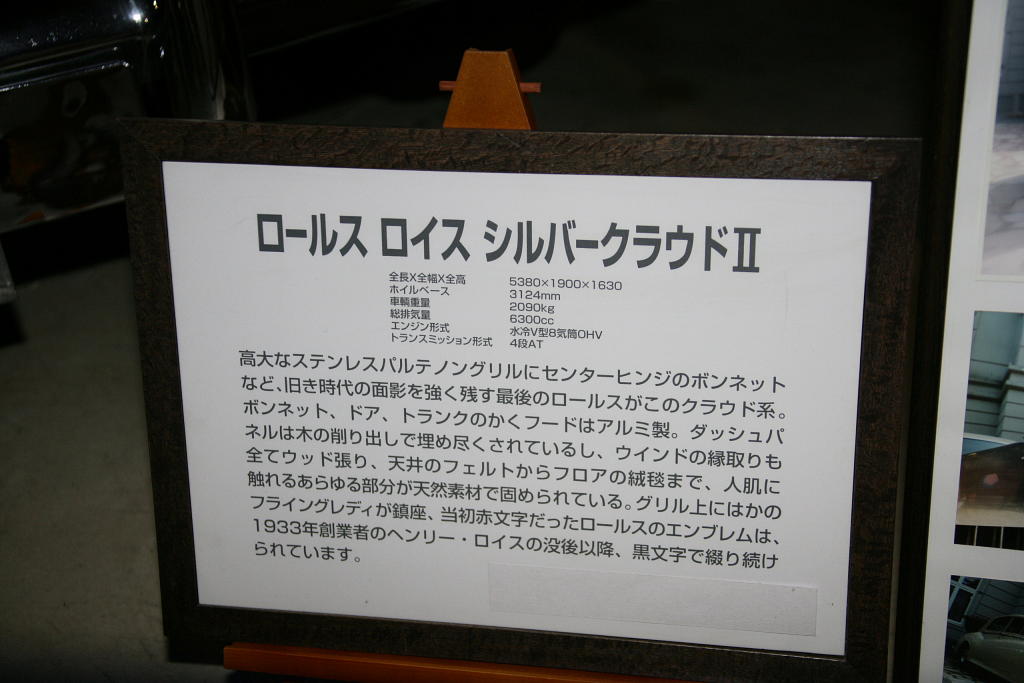 ロールス ロイス シルバークラウドⅡ
全長X全幅X全高 5380×1900×1630
ホイルベース 3124mm
車輌重量 2090kg
総排気量 6300cc
エンジン形式 水冷V型8気筒OHV
トランスミッション形式 4段AT
高大なステンレスパルテノングリルにセンターヒンジのボンネット
など、旧き時代の面影を強く残す最後のロールスがこのクラウド系。
ボンネット、ドア、トランクのかくフードはアルミ製。ダッシュパ
ネルは木の削り出しで埋め尽くされているし、ウインドの縁取りも
全てウッド張り、天井のフェルトからフロアの絨毯まで、人肌に
触れるあらゆる部分が天然素材で固められている。グリル上にはかの
フライングレディが鎮座、当初赤文字だったロールスのエンブレムは、
1933年創業者のヘンリー・ロイスの没後以降、黒文字で綴り続け
られています。